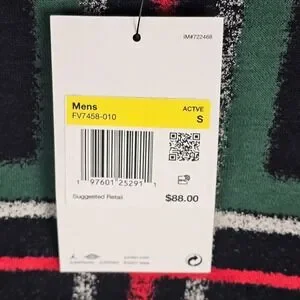 IM#722468
Mens ACTVE
FV7458-010 S
1 97601 25291 1
Suggested Retail
$88.00